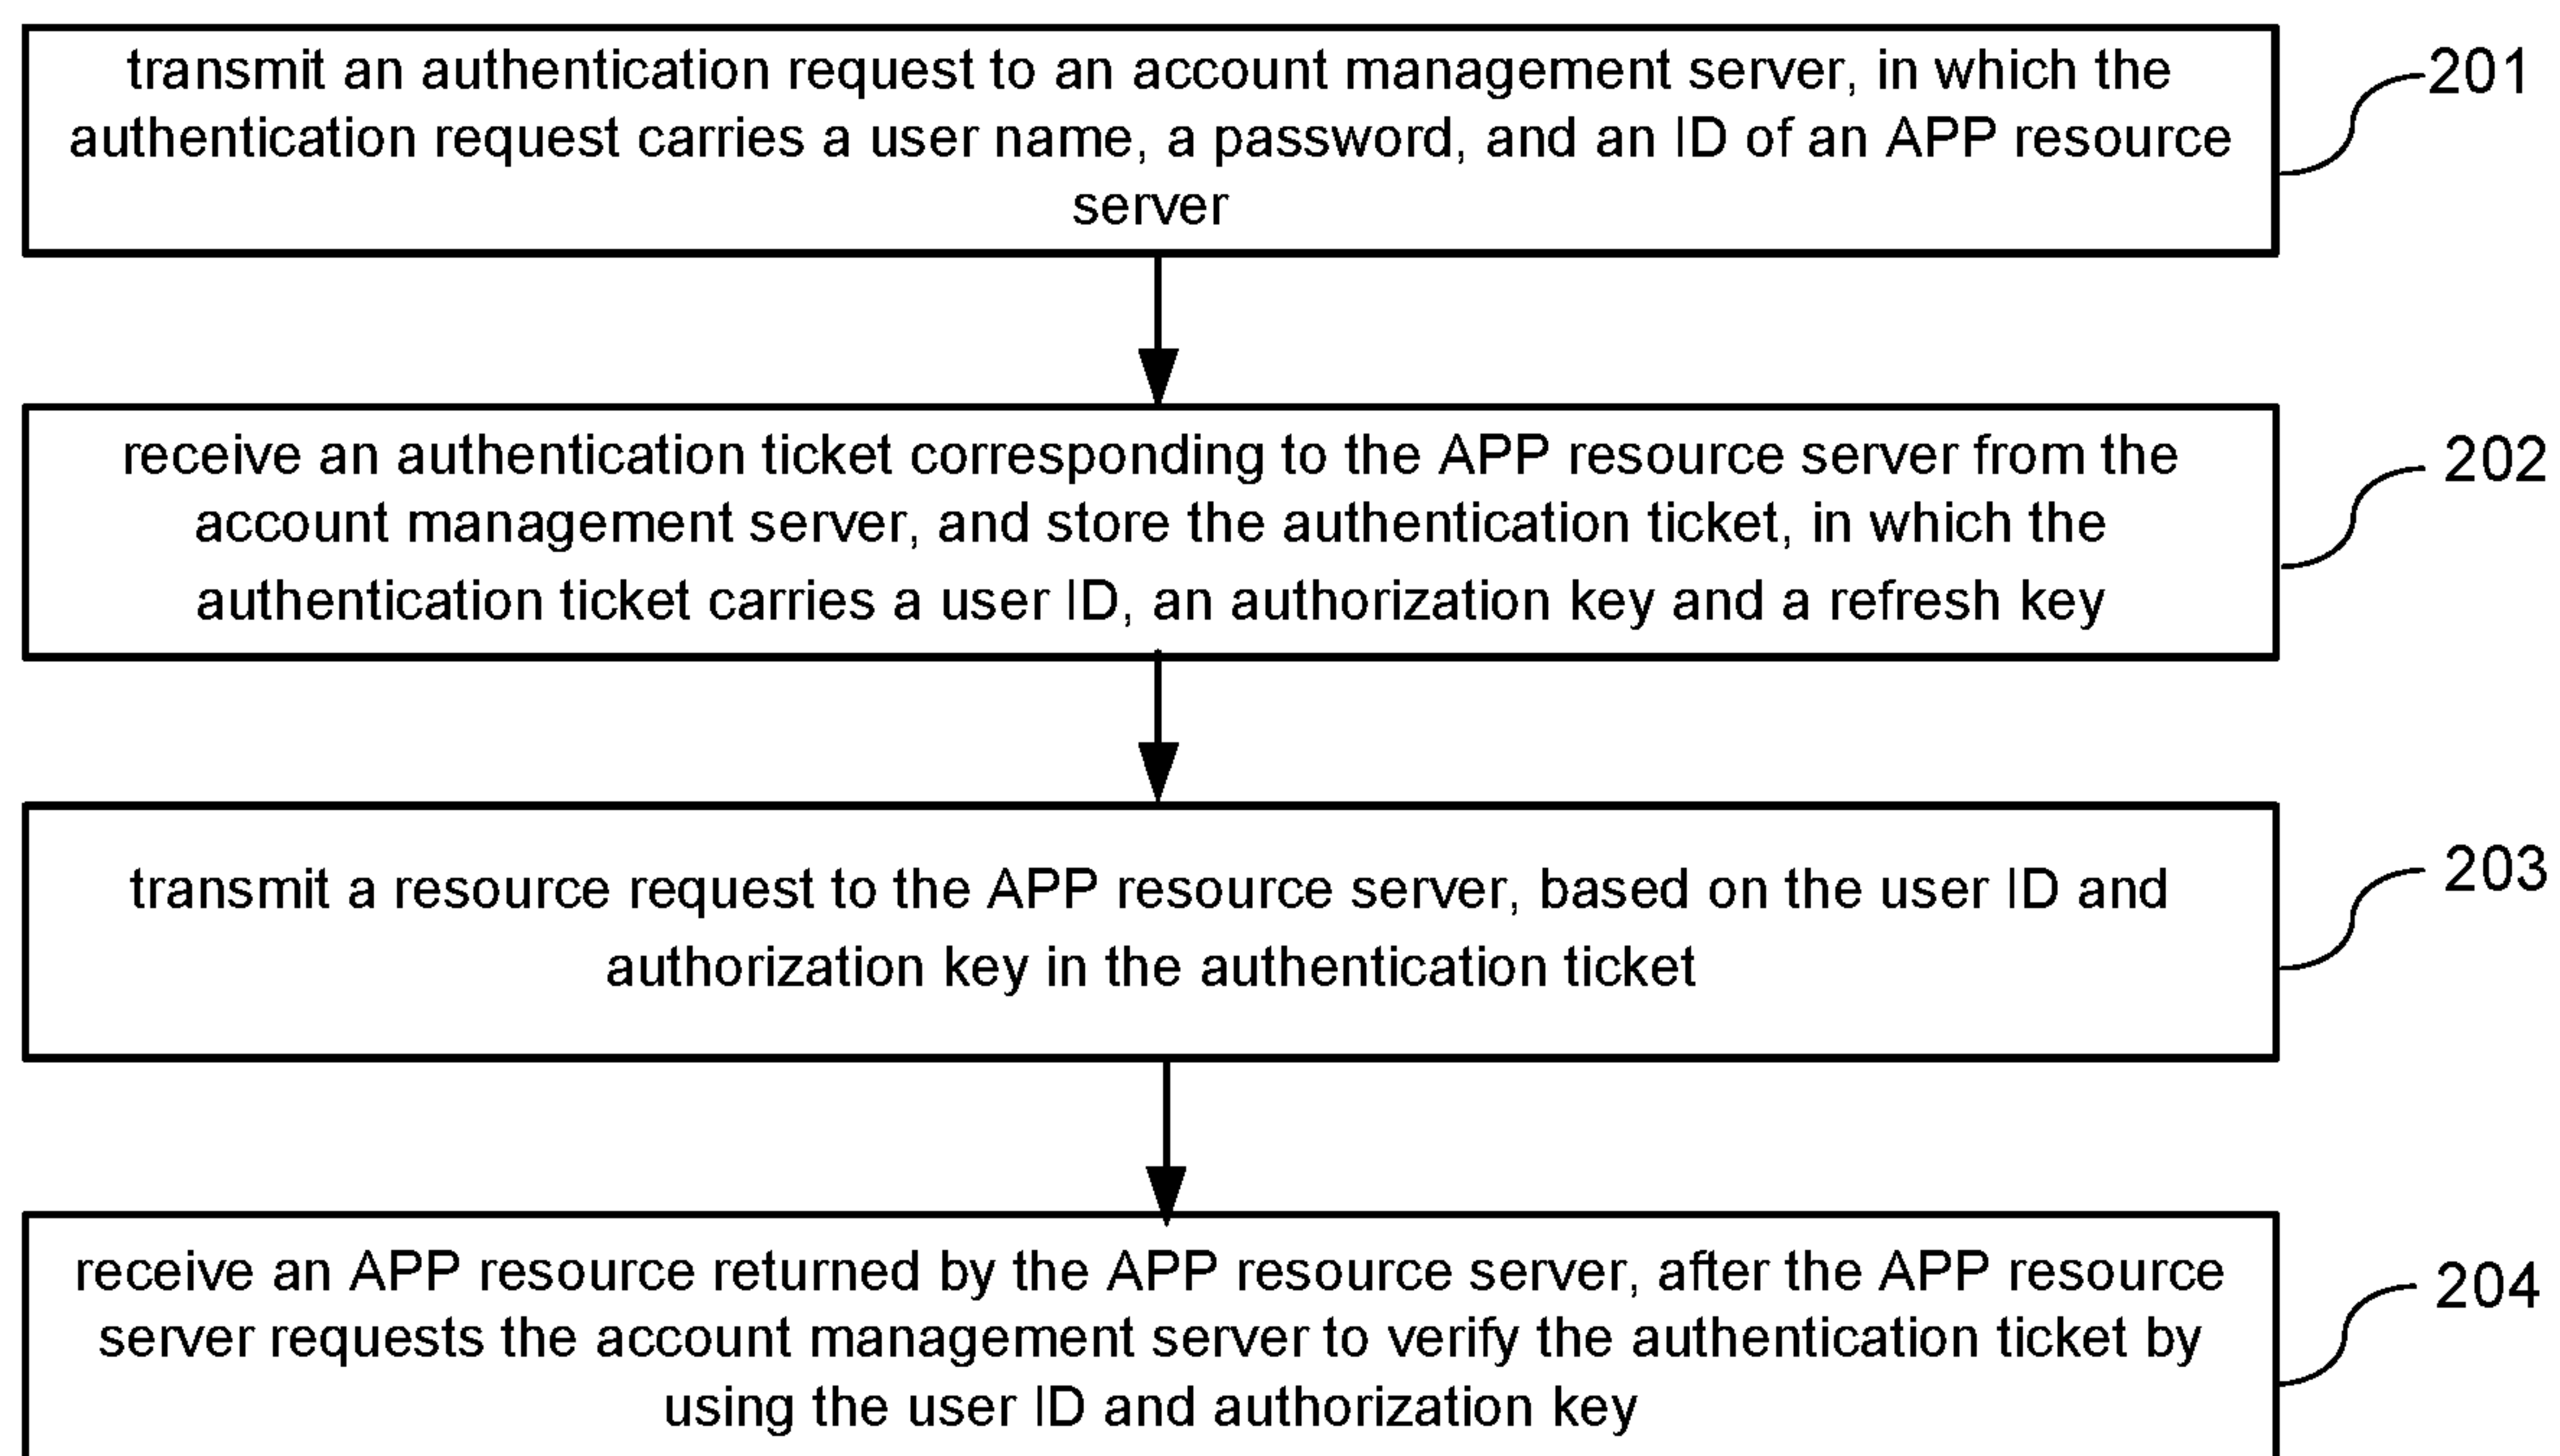 transmit an authentication request to an account management server, in which the
authentication request carries a user name, a password, and an ID of an APP resource
server
201
receive an authentication ticket corresponding to the APP resource server from the
account management server, and store the authentication ticket, in which the
authentication ticket carries a user ID, an authorization key and a refresh key
202
transmit a resource request to the APP resource server, based on the user ID and
authorization key in the authentication ticket
203
receive an APP resource returned by the APP resource server, after the APP resource
server requests the account management server to verify the authentication ticket by
using the user ID and authorization key
204